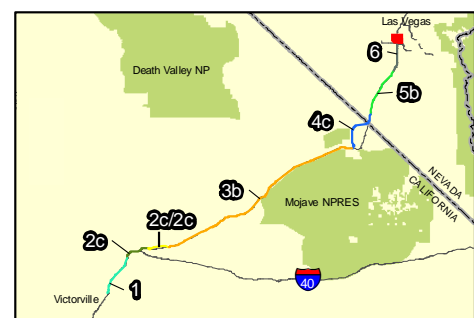 Las Vegas
6
Death Valley NP
5b
4c
NEVADA
CALIFORNIA
3b
Mojave NPRES
2c/2c
2c
40
1
Victorville